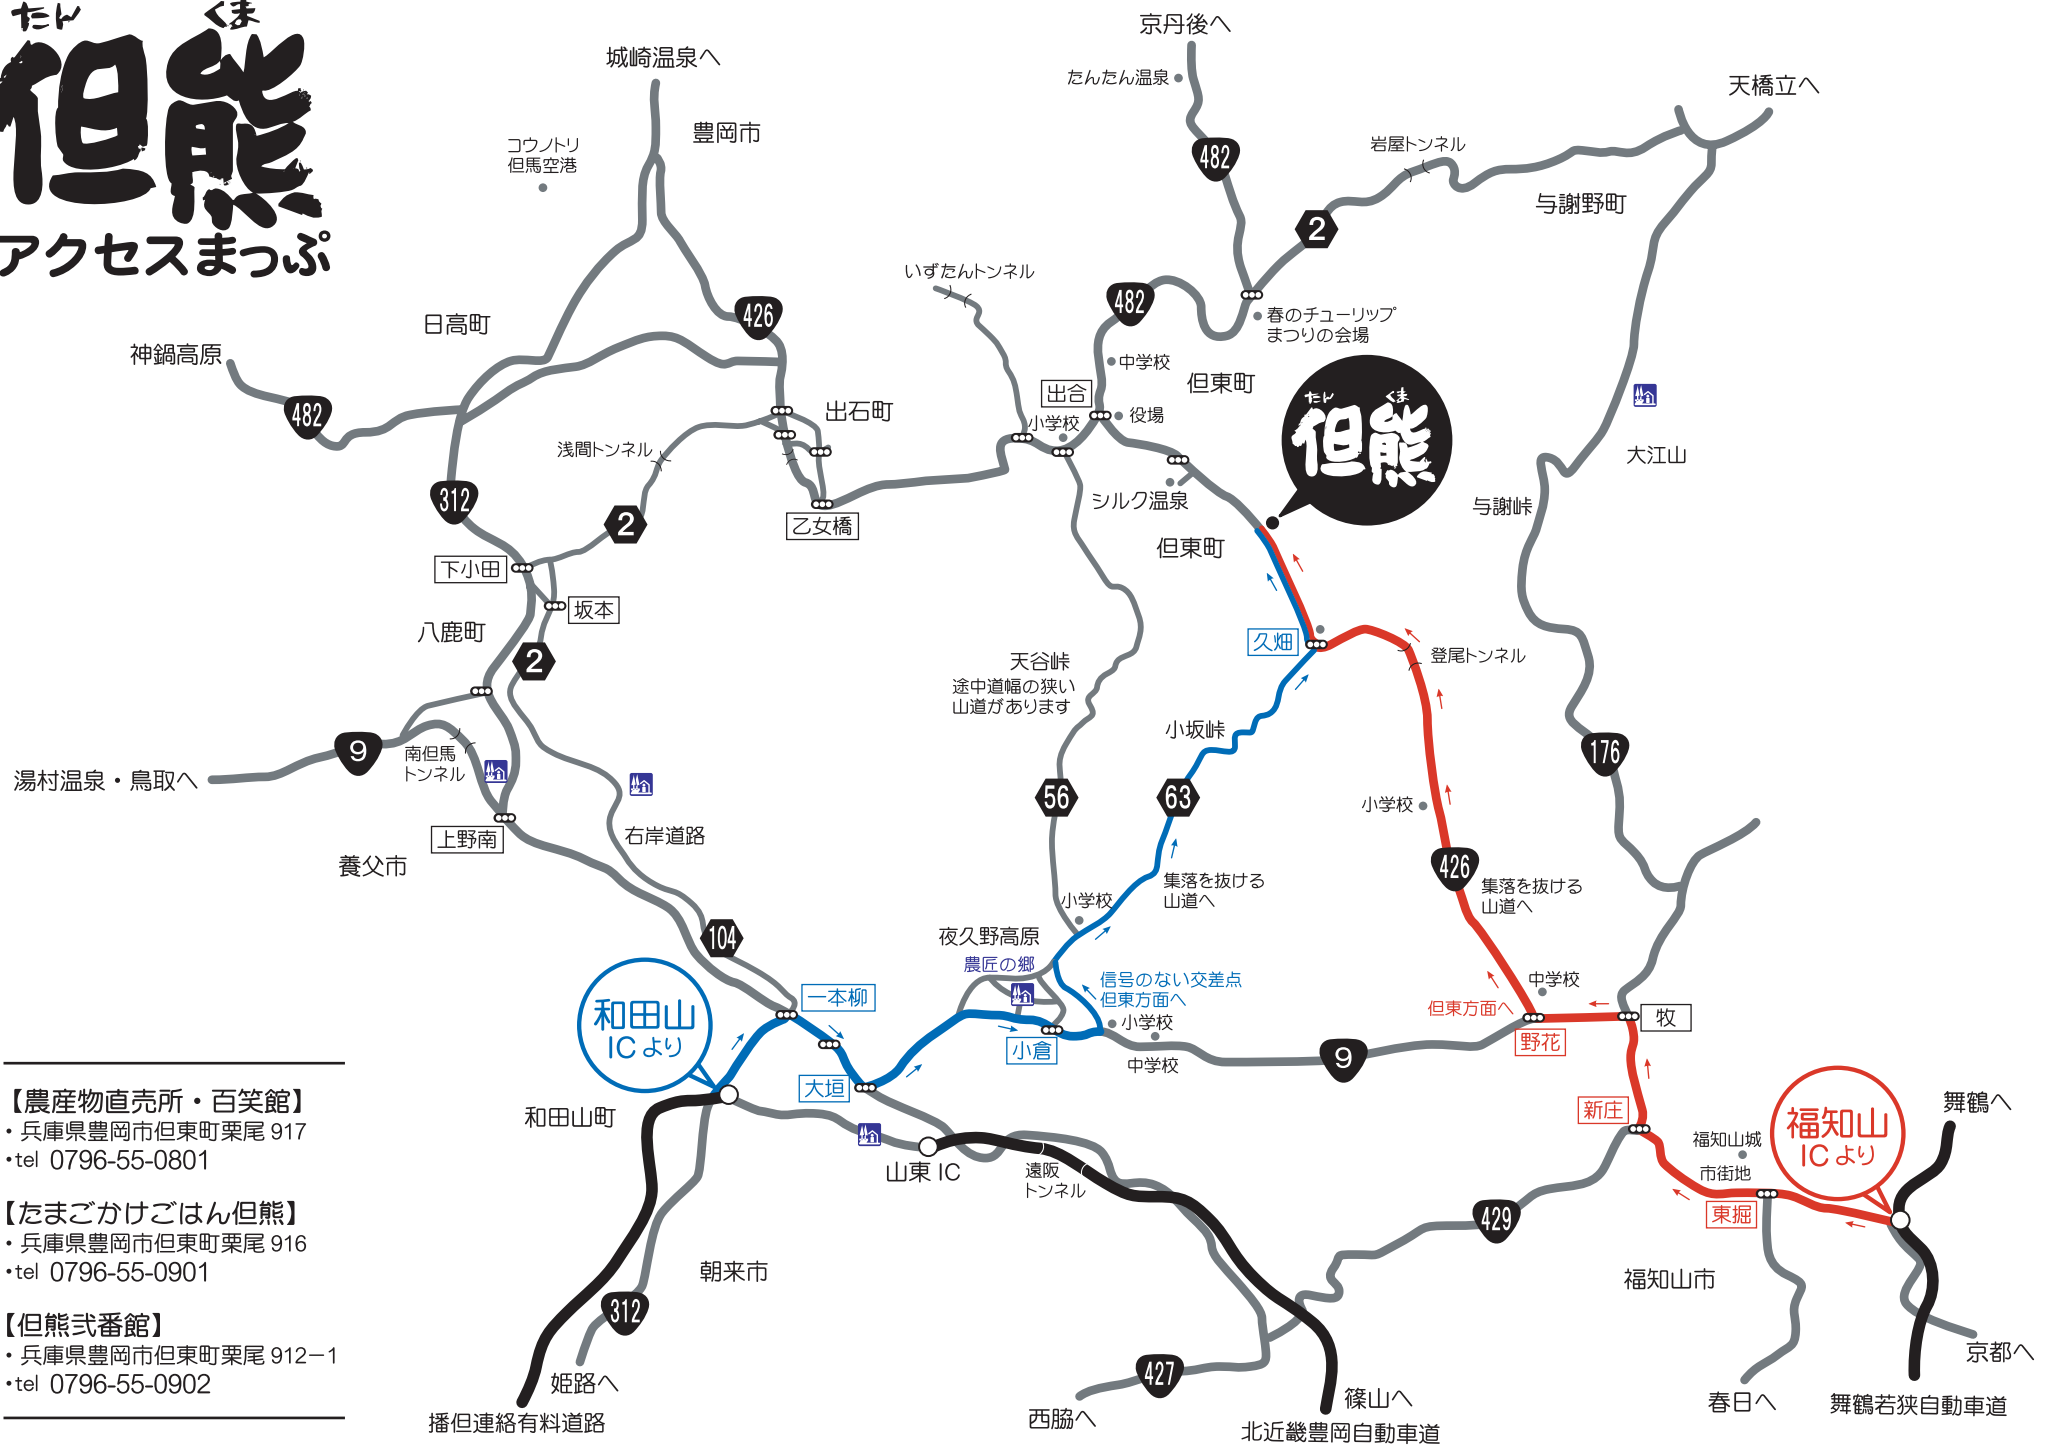 たん くま
但熊
アクセスまっぷ
城崎温泉へ
豊岡市
コウノトリ
但馬空港
京丹後へ
たんたん温泉
482
天橋立へ
岩屋トンネル
2
与謝野町
いずたんトンネル
482
春のチューリップ
まつりの会場
426
日高町
神鍋高原
482
中学校
但東町
出合
役場
小学校
出石町
浅間トンネル
たん くま
但熊
大江山
312
2
乙女橋
シルク温泉
与謝峠
但東町
下小田
坂本
八鹿町
2
久畑
登尾トンネル
天谷峠
途中道幅の狭い
山道があります
小坂峠
9
南但馬
トンネル
湯村温泉・鳥取へ
176
56
63
小学校
上野南
右岸道路
養父市
426
集落を抜ける
山道へ
集落を抜ける
山道へ
小学校
104
夜久野高原
農匠の郷
信号のない交差点
但東方面へ
中学校
但東方面へ
一本柳
和田山
ICより
小学校
中学校
小倉
野花
牧
9
大垣
新庄
和田山町
山東IC
遠阪
トンネル
福知山城
市街地
福知山
ICより
舞鶴へ
東掘
429
朝来市
福知山市
312
姫路へ
播但連絡有料道路
427
西脇へ
篠山へ
北近畿豊岡自動車道
春日へ
京都へ
舞鶴若狭自動車道
【農産物直売所・百笑館】
・兵庫県豊岡市但東町栗尾917
・tel 0796-55-0801
【たまごかけごはん但熊】
・兵庫県豊岡市但東町栗尾916
・tel 0796-55-0901
【但熊弐番館】
・兵庫県豊岡市但東町栗尾912−1
・tel 0796-55-0902